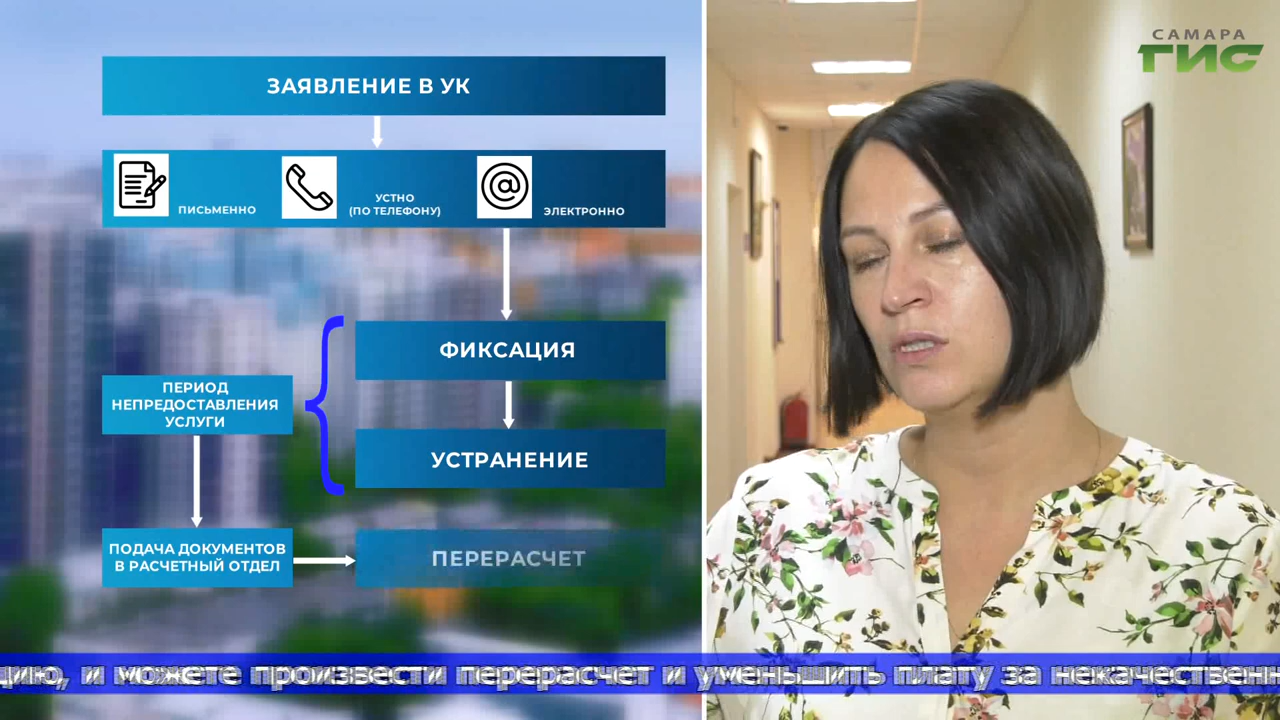 САМАРА
ГИС
ЗАЯВЛЕНИЕ В УК
ПИСЬМЕННО
УСТНО
(ПО ТЕЛЕФОНУ)
ЭЛЕКТРОННО
ФИКСАЦИЯ
ПЕРИОД
НЕПРЕДОСТАВЛЕНИЯ
УСЛУГИ
УСТРАНЕНИЕ
ПОДАЧА ДОКУМЕНТОВ
В РАСЧЕТНЫЙ ОТДЕЛ
ПЕРЕРАСЧЕТ
цию, и можете произвести перерасчет и уменьшить плату за некачественн